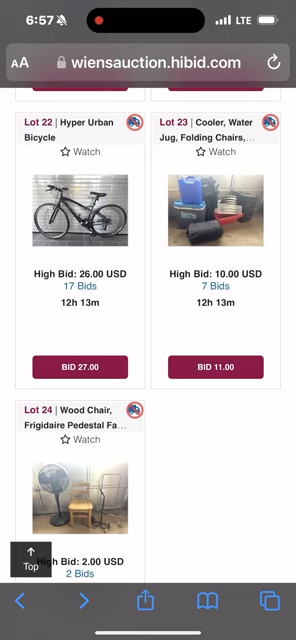 6:57
LTE
AA wiensauction.hibid.com
Lot 22 | Hyper Urban
Bicycle
Watch
High Bid: 26.00 USD
17 Bids
12h 13m
BID 27.00
Lot 23 | Cooler, Water
Jug, Folding Chairs,...
Watch
High Bid: 10.00 USD
7 Bids
12h 13m
BID 11.00
Lot 24 | Wood Chair,
Frigidaire Pedestal Fa...
Watch
High Bid: 2.00 USD
2 Bids
Top